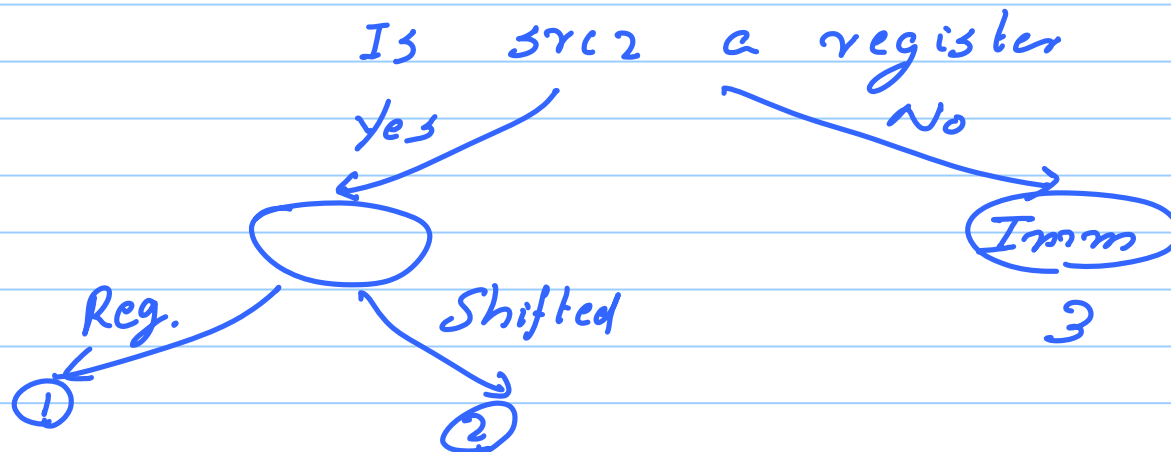 Is src2 a register
Yes No
Imm
Reg. Shifted 3
1 2